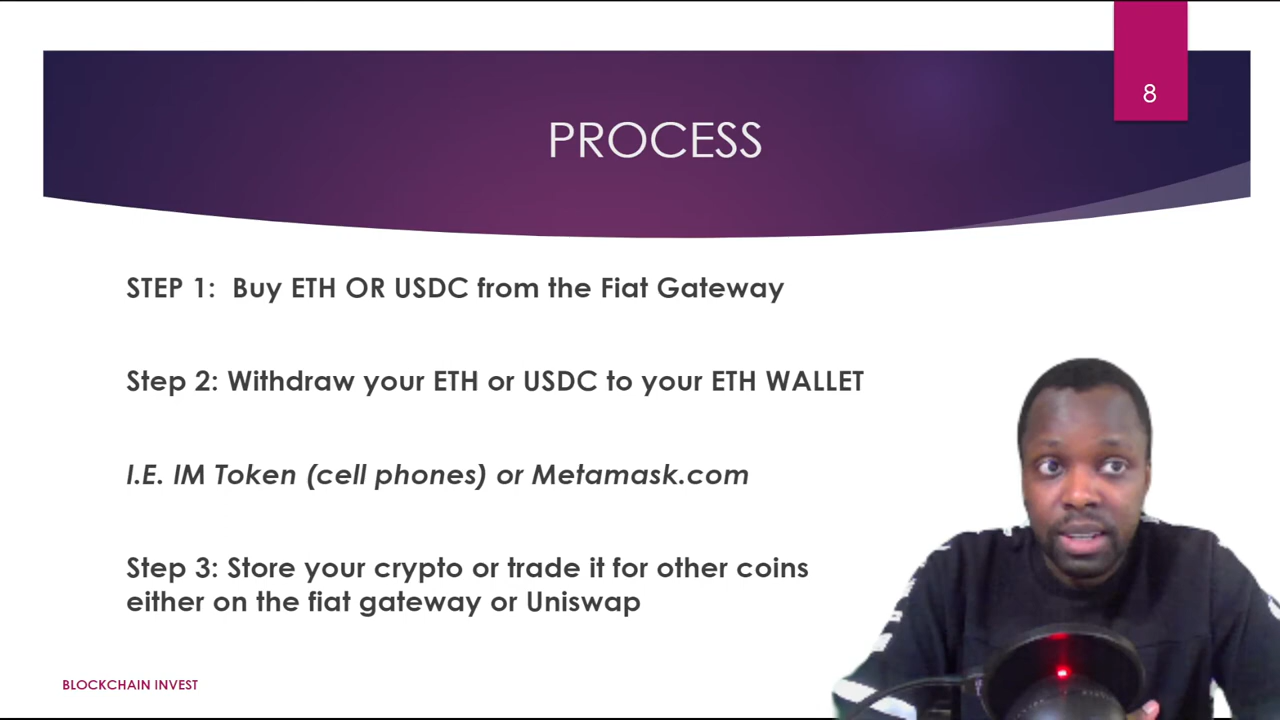 8
PROCESS
STEP 1:  Buy ETH OR USDC from the Fiat Gateway
Step 2: Withdraw your ETH or USDC to your ETH WALLET
I.E. IM Token (cell phones) or Metamask.com
Step 3: Store your crypto or trade it for other coins
either on the fiat gateway or Uniswap
BLOCKCHAIN INVEST